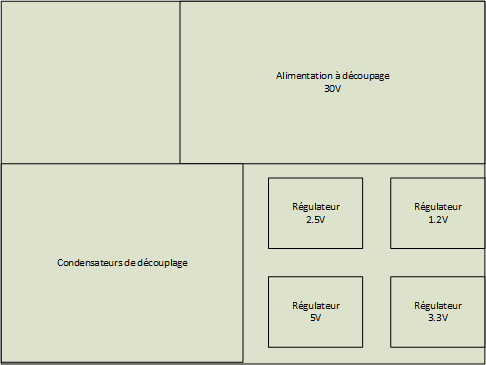 Alimentation à découpage
30V
Régulateur
2.5V
Régulateur
1.2V
Condensateurs de découplage
Régulateur
5V
Régulateur
3.3V